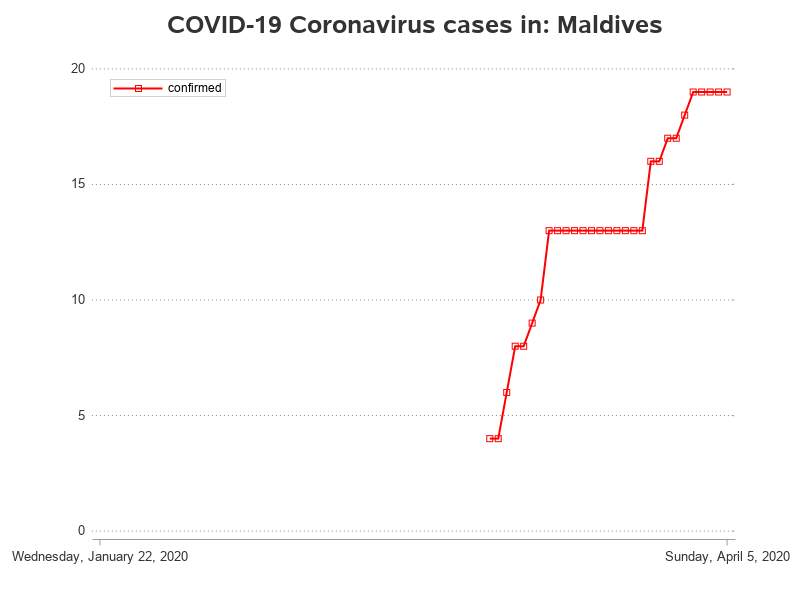 COVID-19 Coronavirus cases in: Maldives
20
confirmed
15
10
5
0
Wednesday, January 22, 2020
Sunday, April 5, 2020